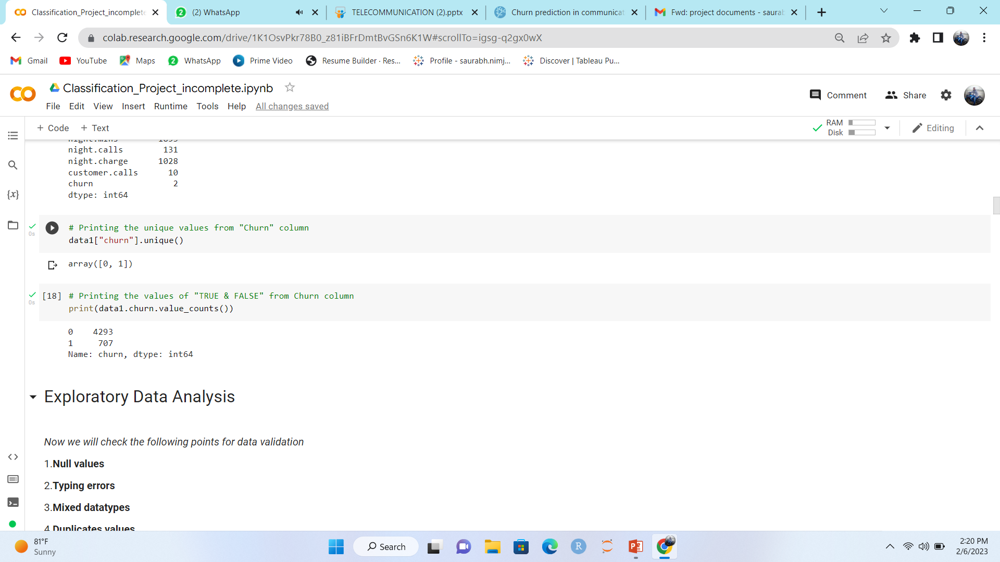 Classification_Project_incomplete
(2) WhatsApp
TELECOMMUNICATION (2).pptx
Churn prediction in communicat
Fwd: project documents - saurab
colab.research.google.com/drive/1K1OsvPkr78B0_z81iBFrDmtBvGSn6K1W#scrollTo=igsg-q2gx0wX
Gmail
YouTube
Maps
WhatsApp
Prime Video
Resume Builder · Res...
Profile - saurabh.nimj...
Discover | Tableau Pu...
Classification_Project_incomplete.ipynb
Comment
Share
File Edit View Insert Runtime Tools Help All changes saved
+ Code + Text
RAM
Disk
Editing
night.mins 1853
night.calls 131
night.charge 1028
customer.calls 10
churn 2
dtype: int64
0s
# Printing the unique values from "Churn" column
data1["churn"].unique()
array([0, 1])
0s
[18] # Printing the values of "TRUE & FALSE" from Churn column
print(data1.churn.value_counts())
0 4293
1 707
Name: churn, dtype: int64
Exploratory Data Analysis
Now we will check the following points for data validation
1.Null values
2.Typing errors
3.Mixed datatypes
4.Duplicates values
81°F
Sunny
Search
2:20 PM
2/6/2023